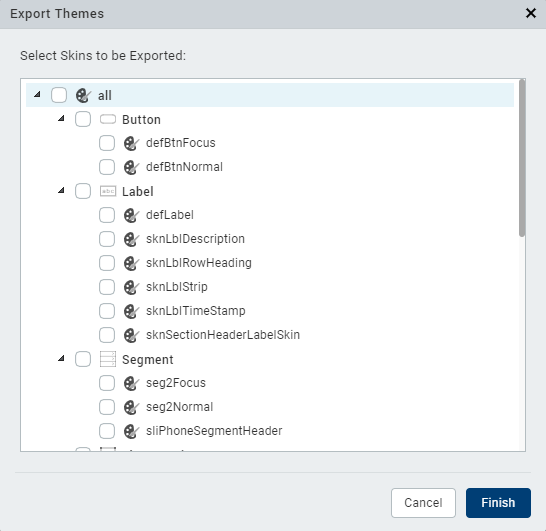 Export Themes
Select Skins to be Exported:
all
Button
defBtnFocus
defBtnNormal
abc Label
defLabel
sknLblDescription
sknLblRowHeading
sknLblStrip
sknLblTimeStamp
sknSectionHeaderLabelSkin
Segment
seg2Focus
seg2Normal
sliPhoneSegmentHeader
Cancel Finish